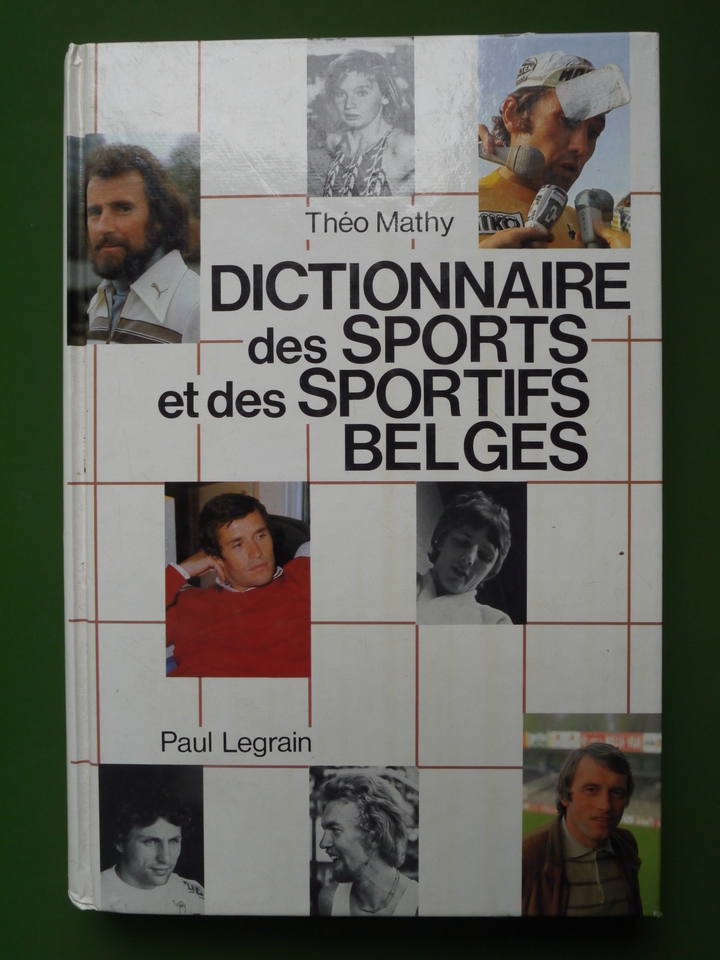 Théo Mathy
DICTIONNAIRE
des SPORTS
et des SPORTIFS
BELGES
Paul Legrain